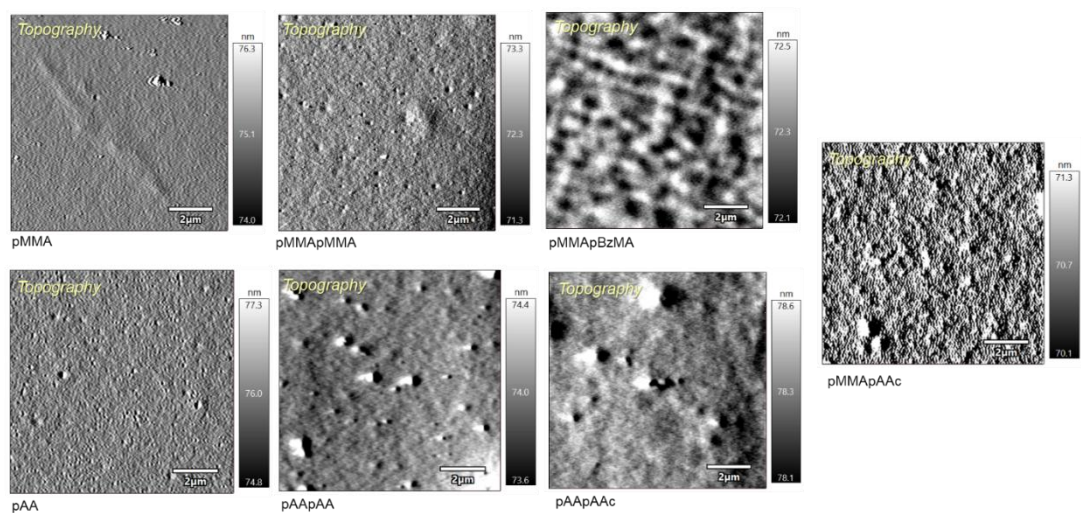 Topography
nm
76.3
75.1
74.0
2μm
pMMA
Topography
nm
73.3
72.3
71.3
2μm
pMMApMMA
Topography
nm
72.5
72.3
72.1
2μm
pMMApBzMA
Topography
nm
71.3
70.7
70.1
2μm
pMMApAAc
Topography
nm
77.3
76.0
74.8
2μm
pAA
Topography
nm
74.4
74.0
73.6
2μm
pAApAA
Topography
nm
78.6
78.3
78.1
2μm
pAApAAc